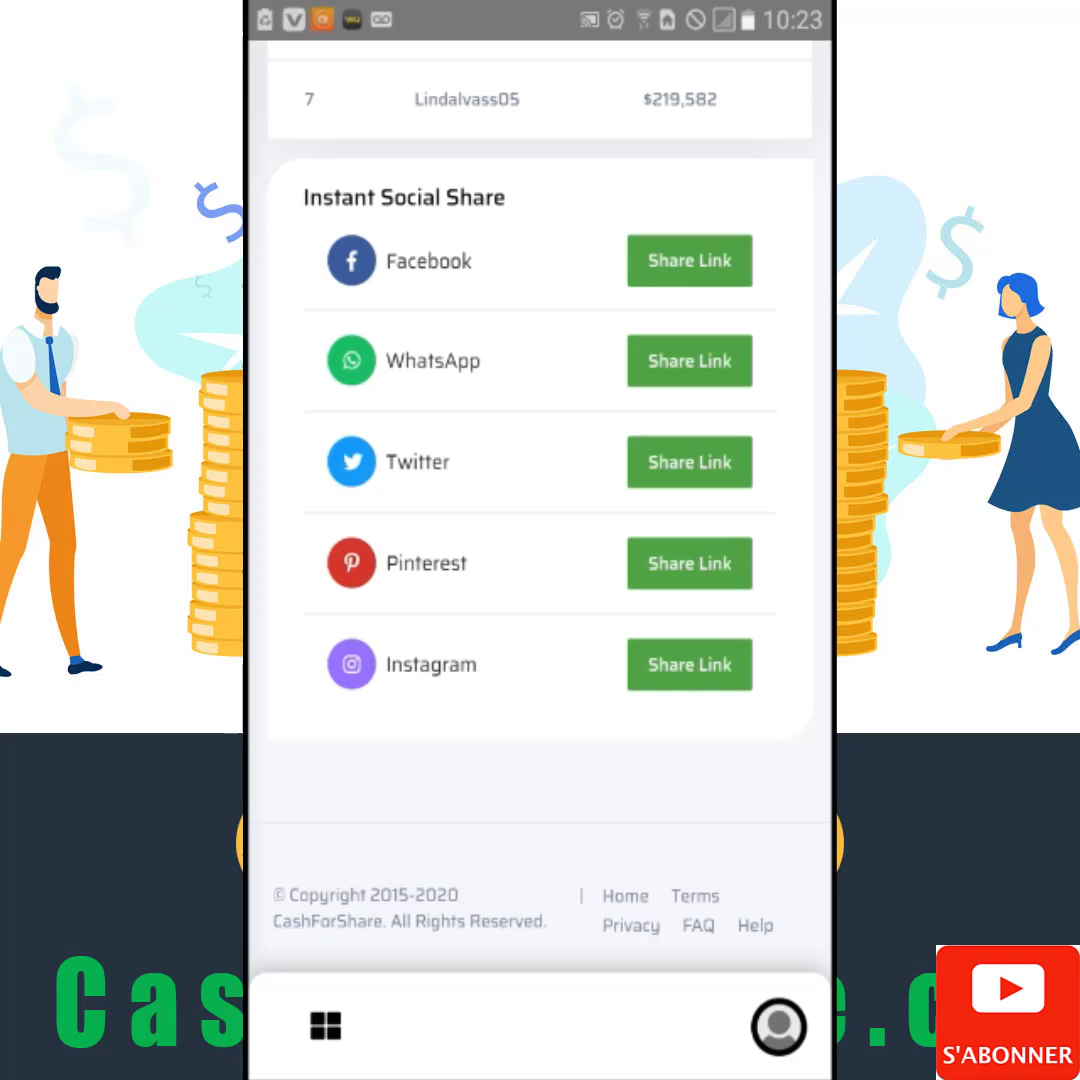 10:23
7 Lindalvass05 $219,582
Instant Social Share
Facebook Share Link
WhatsApp Share Link
Twitter Share Link
Pinterest Share Link
Instagram Share Link
© Copyright 2015-2020 | Home Terms
CashForShare. All Rights Reserved. Privacy FAQ Help
Cas e.c
S'ABONNER